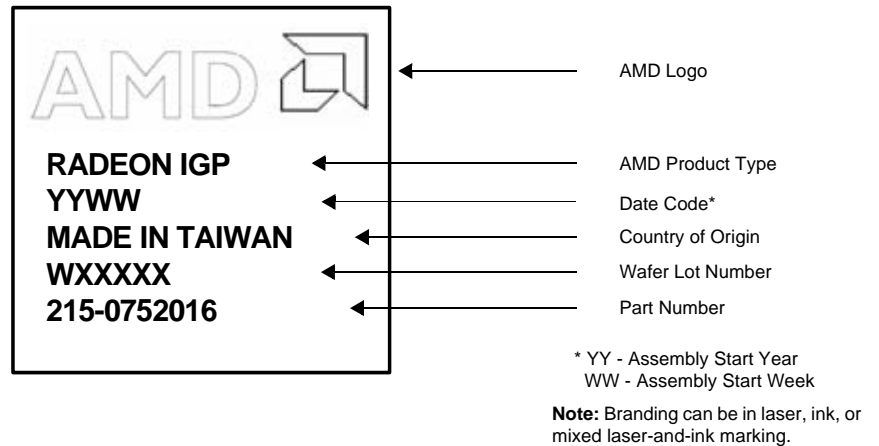 AMD
AMD Logo
RADEON IGP
AMD Product Type
YYWW
Date Code*
MADE IN TAIWAN
Country of Origin
WXXXXX
Wafer Lot Number
215-0752016
Part Number
* YY - Assembly Start Year
WW - Assembly Start Week
Note: Branding can be in laser, ink, or
mixed laser-and-ink marking.